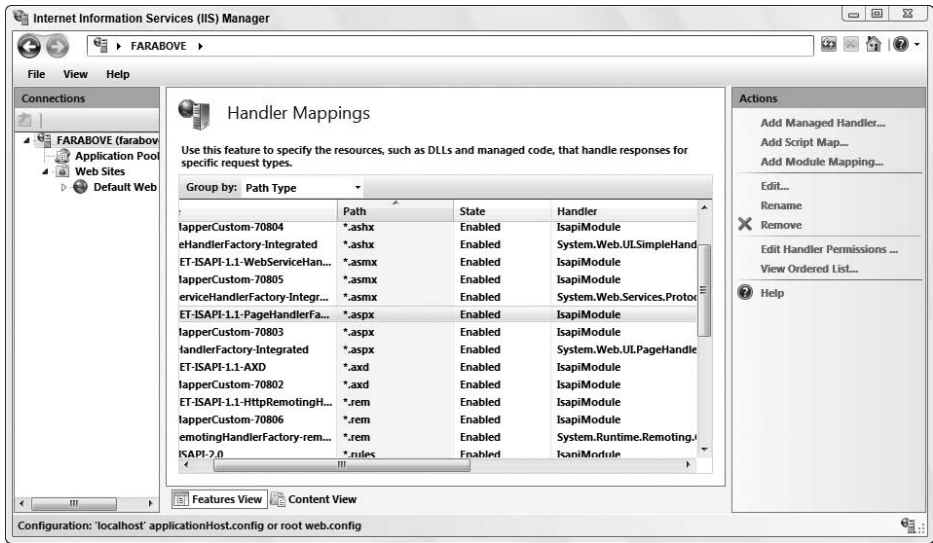 Internet Information Services (IIS) Manager
FARABOVE
File View Help
Connections
FARABOVE (farabov
Application Pool
Web Sites
Default Web
Handler Mappings
Use this feature to specify the resources, such as DLLs and managed code, that handle responses for
specific request types.
Group by: Path Type
Path State Handler
lapperCustom-70804 *.ashx Enabled IsapiModule
eHandlerFactory-Integrated *.ashx Enabled System.Web.UI.SimpleHand
ET-ISAPI-1.1-WebServiceHan... *.asmx Enabled IsapiModule
lapperCustom-70805 *.asmx Enabled IsapiModule
erviceHandlerFactory-Integr... *.asmx Enabled System.Web.Services.Protoc
ET-ISAPI-1.1-PageHandlerFa... *.aspx Enabled IsapiModule
lapperCustom-70803 *.aspx Enabled IsapiModule
HandlerFactory-Integrated *.aspx Enabled System.Web.UI.PageHandle
ET-ISAPI-1.1-AXD *.axd Enabled IsapiModule
lapperCustom-70802 *.axd Enabled IsapiModule
ET-ISAPI-1.1-HttpRemotingH... *.rem Enabled IsapiModule
lapperCustom-70806 *.rem Enabled IsapiModule
emotingHandlerFactory-rem... *.rem Enabled System.Runtime.Remoting.
ISAPI-2.0 *.rules Enabled IsapiModule
Features View Content View
Actions
Add Managed Handler...
Add Script Map...
Add Module Mapping...
Edit...
Rename
Remove
Edit Handler Permissions ...
View Ordered List...
Help
Configuration: 'localhost' applicationHost.config or root web.config